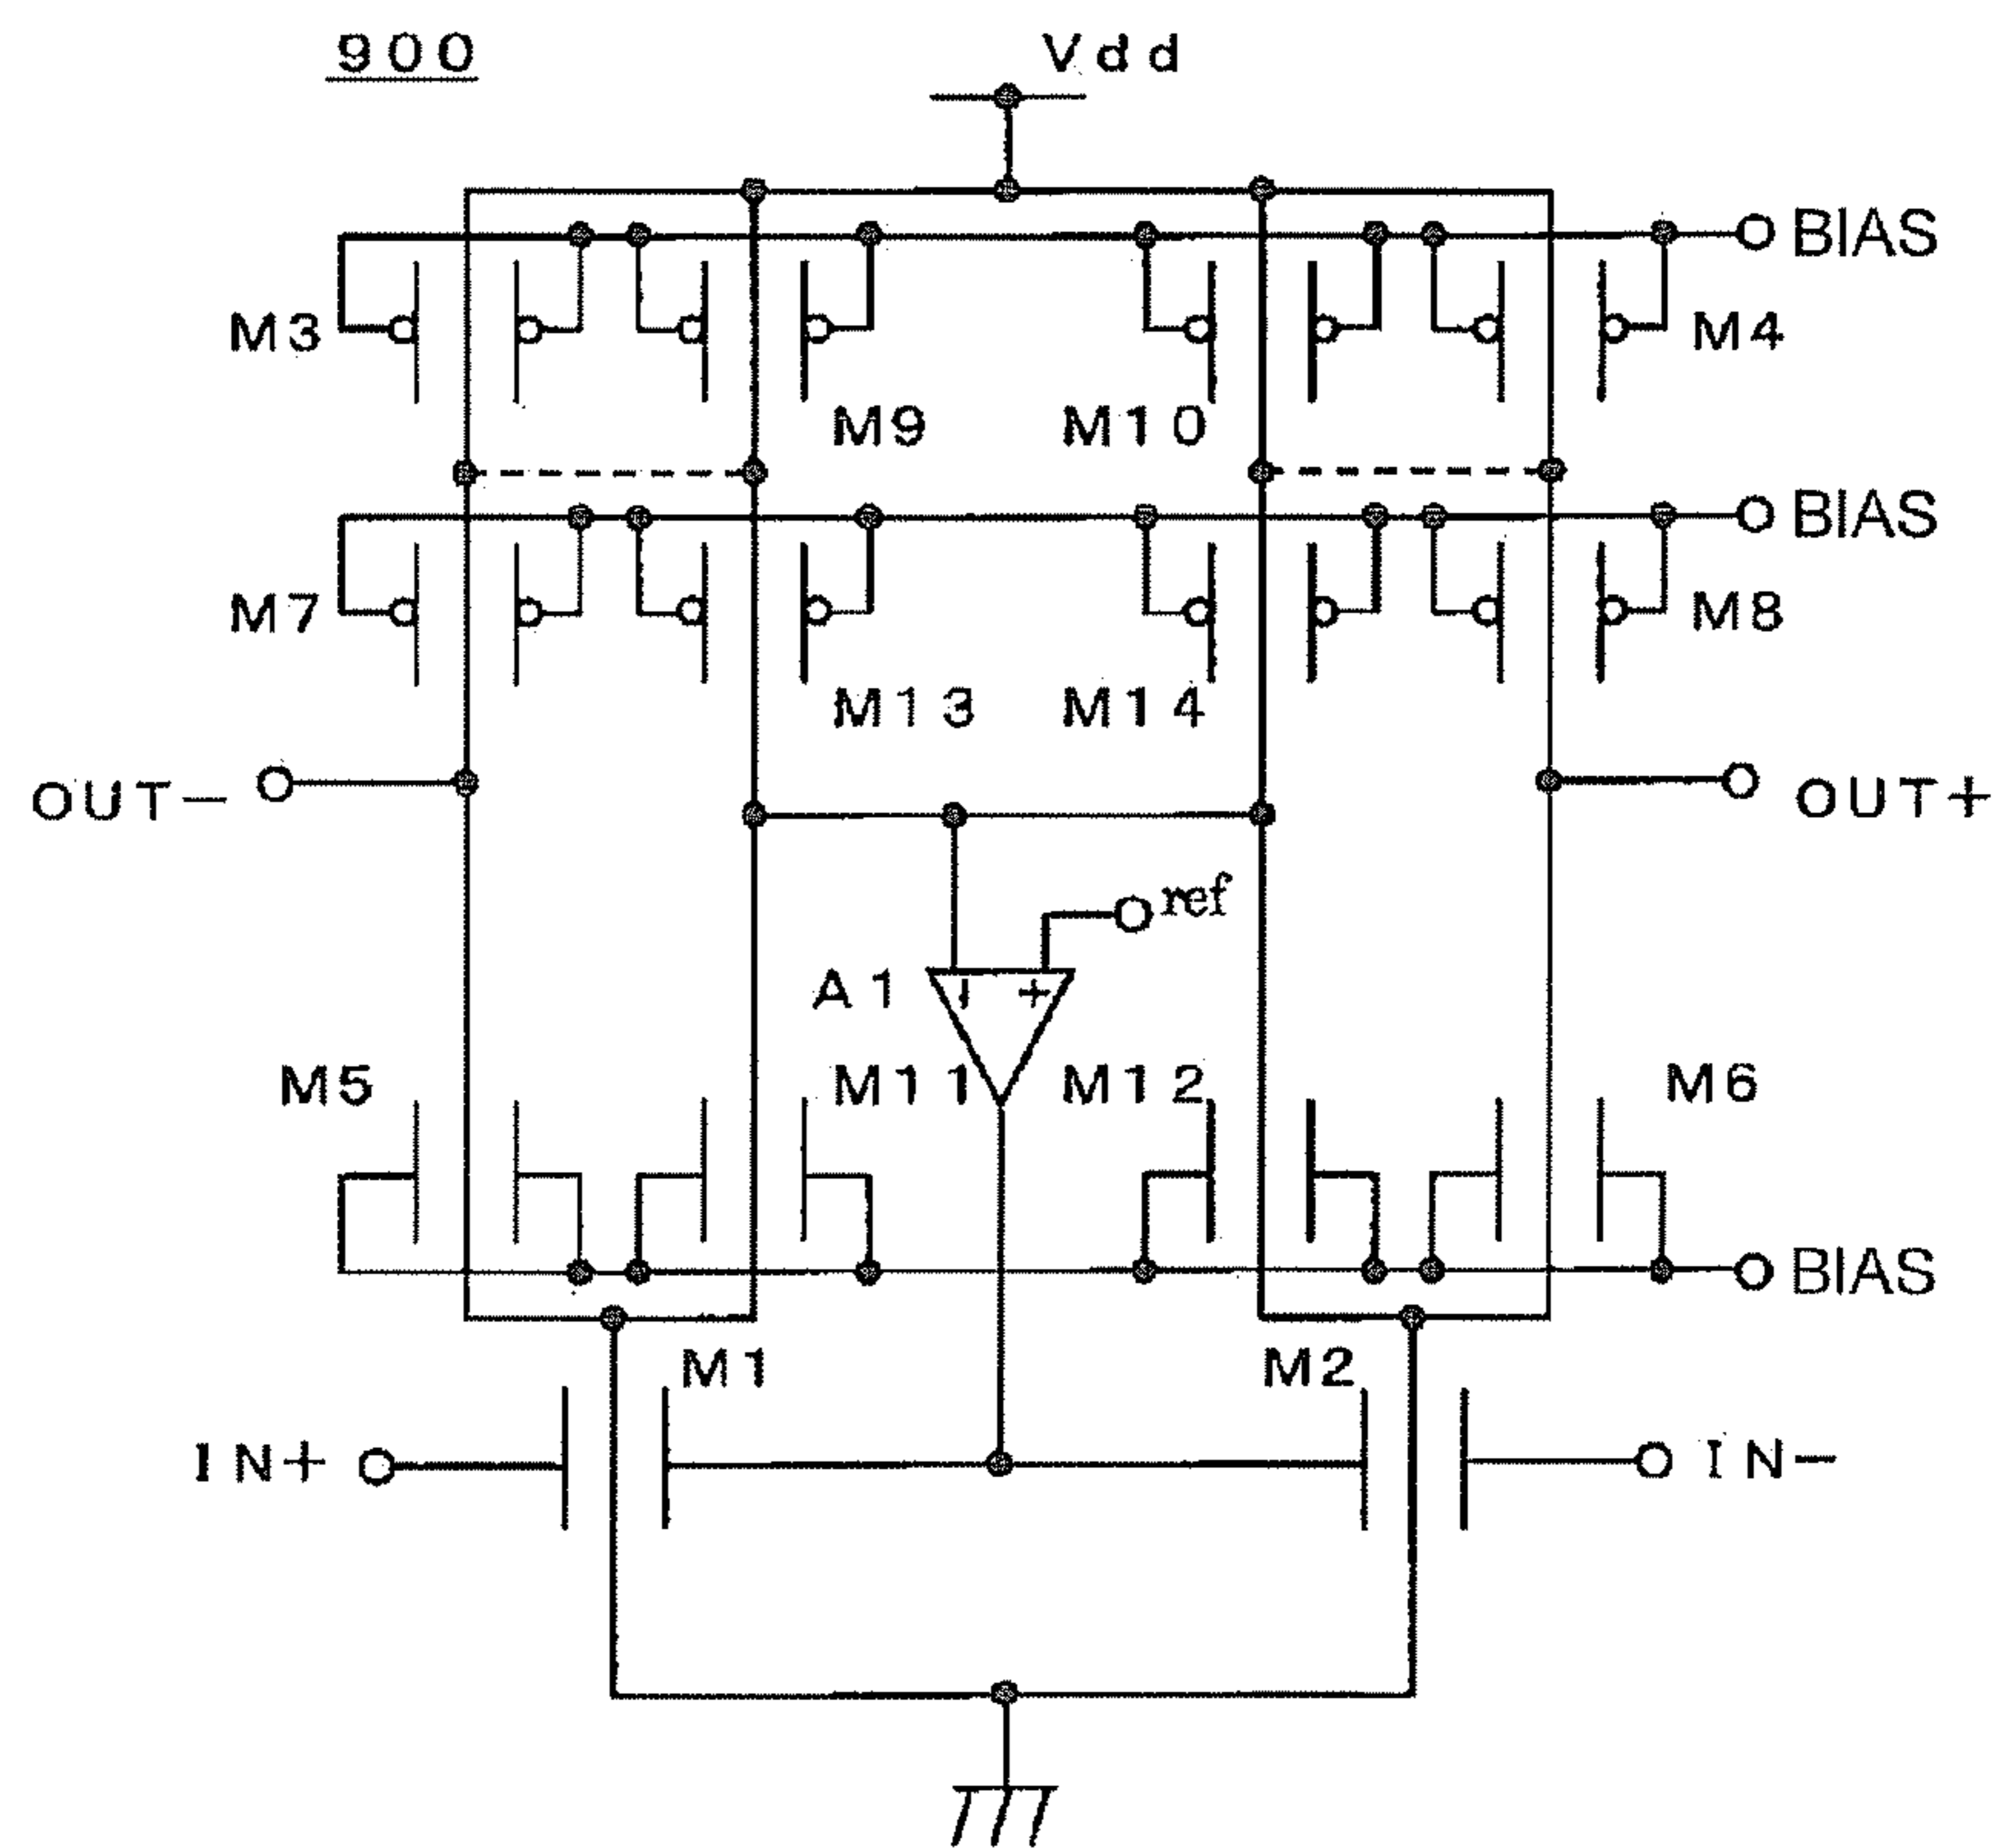 900
Vdd
BIAS
M3
M4
M9
M10
BIAS
M7
M8
M13
M14
OUT-
OUT+
ref
A1
- +
M5
M11
M12
M6
BIAS
M1
M2
IN+
IN-